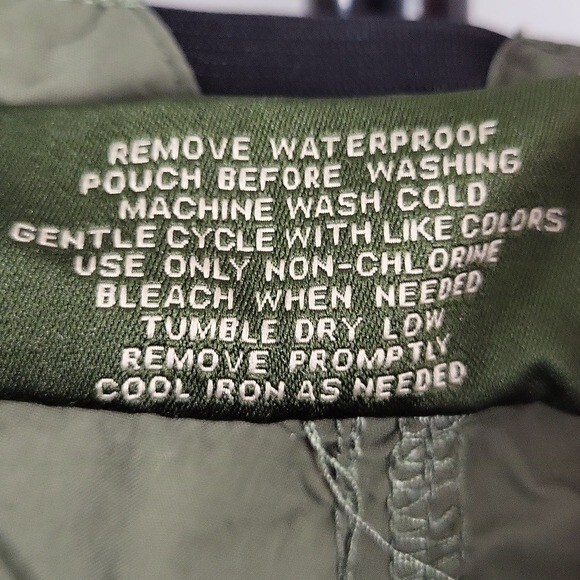 REMOVE WATERPROOF
POUCH BEFORE WASHING
MACHINE WASH COLD
GENTLE CYCLE WITH LIKE COLORS
USE ONLY NON-CHLORINE
BLEACH WHEN NEEDED
TUMBLE DRY LOW
REMOVE PROMPTLY
COOL IRON AS NEEDED